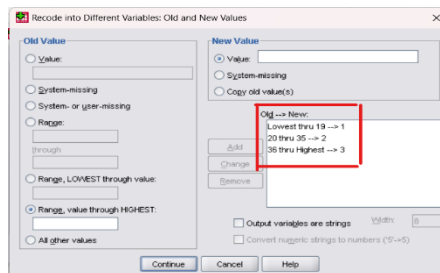 Recode into Different Variables: Old and New Values
Old Value
Value:
System-missing
System- or user-missing
Range:
through
Range, LOWEST through value:
Range, value through HIGHEST:
All other values
New Value
Value:
System-missing
Copy old value(s)
Old --> New:
Lowest thru 19 --> 1
20 thru 35 --> 2
36 thru Highest --> 3
Add
Change
Remove
Output variables are strings
Width: 8
Convert numeric strings to numbers ('5'->5)
Continue
Cancel
Help